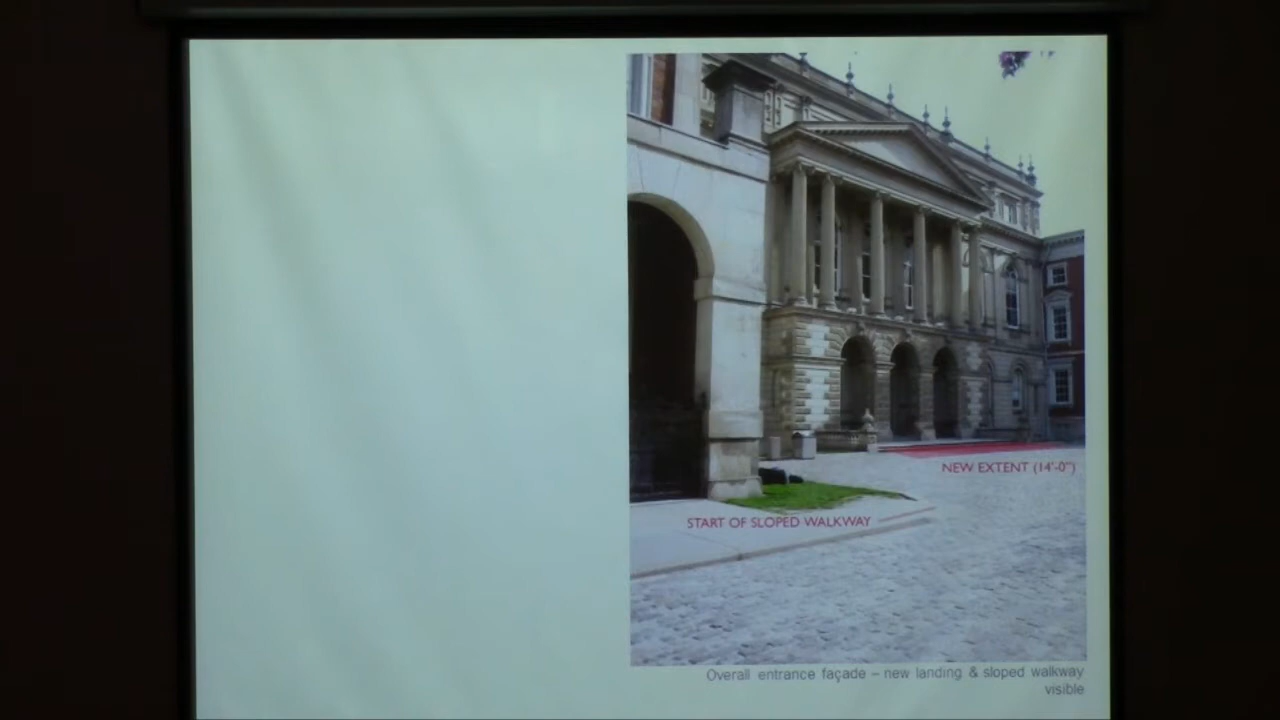 NEW EXTENT (14'-0")
START OF SLOPED WALKWAY
Overall entrance façade – new landing & sloped walkway
visible